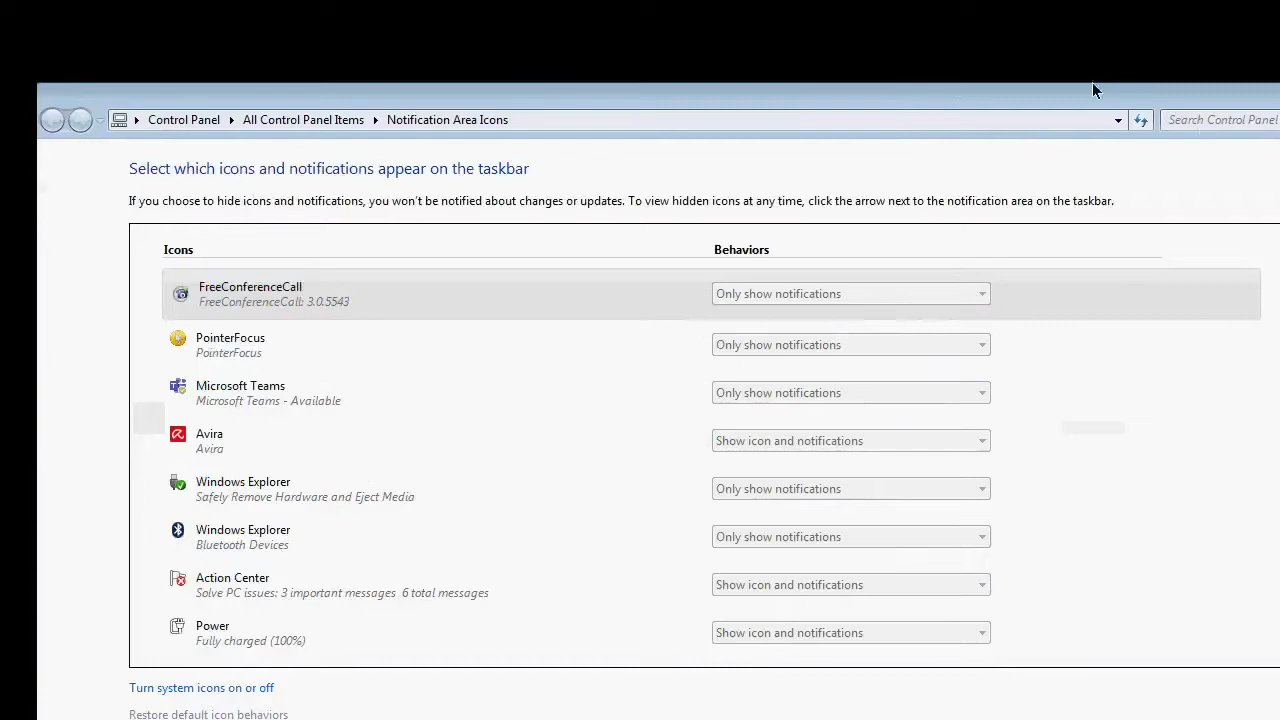 Control Panel All Control Panel Items Notification Area Icons Search Control Panel
Select which icons and notifications appear on the taskbar
If you choose to hide icons and notifications, you won't be notified about changes or updates. To view hidden icons at any time, click the arrow next to the notification area on the taskbar.
Icons Behaviors
FreeConferenceCall
FreeConferenceCall: 3.0.5543 Only show notifications
PointerFocus
PointerFocus Only show notifications
Microsoft Teams
Microsoft Teams - Available Only show notifications
Avira
Avira Show icon and notifications
Windows Explorer
Safely Remove Hardware and Eject Media Only show notifications
Windows Explorer
Bluetooth Devices Only show notifications
Action Center
Solve PC issues: 3 important messages 6 total messages Show icon and notifications
Power
Fully charged (100%) Show icon and notifications
Turn system icons on or off
Restore default icon behaviors